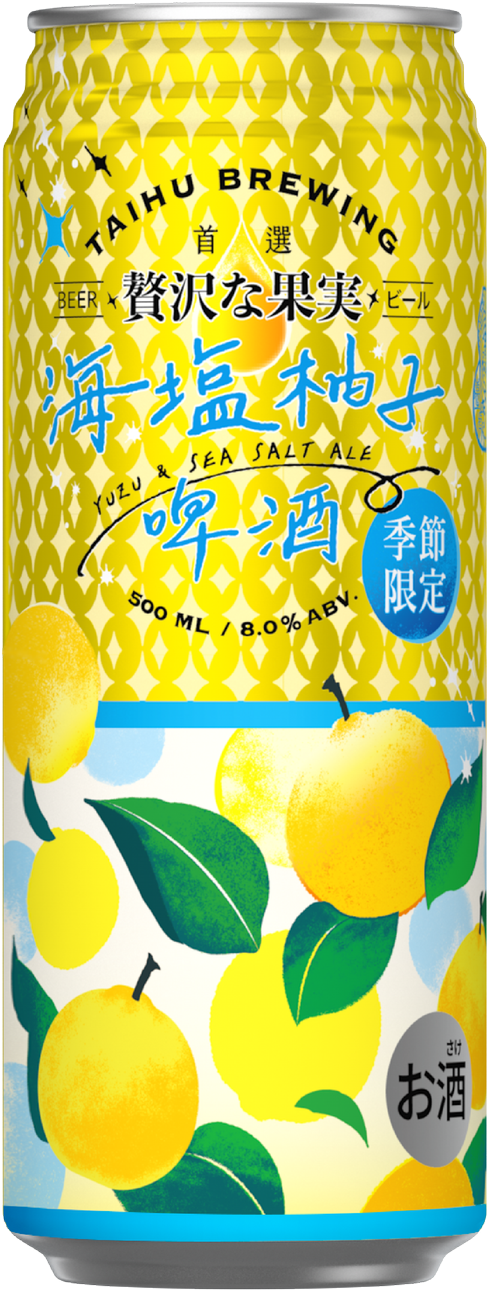 TAIHU BREWING
首選
BEER 贅沢な果実 ビール
海塩柚子
YUZU & SEA SALT ALE
啤酒
季節
限定
500 ML / 8.0% ABV.
さけ
お酒